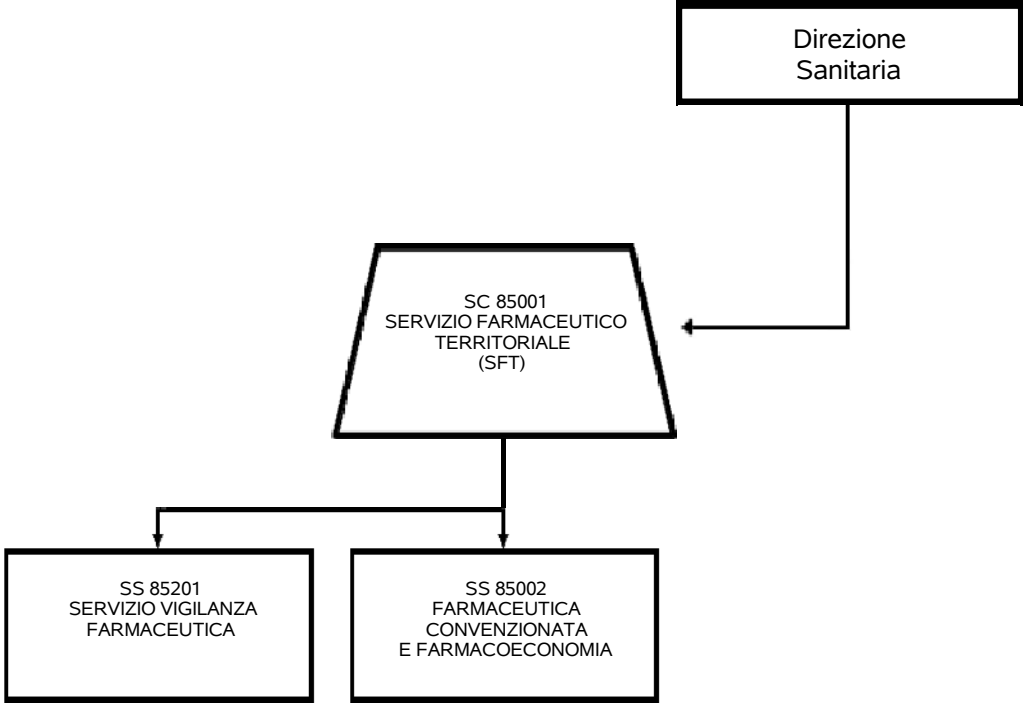 Direzione
Sanitaria
SC 85001
SERVIZIO FARMACEUTICO
TERRITORIALE
(SFT)
SS 85201
SERVIZIO VIGILANZA
FARMACEUTICA
SS 85002
FARMACEUTICA
CONVENZIONATA
E FARMACOECONOMIA